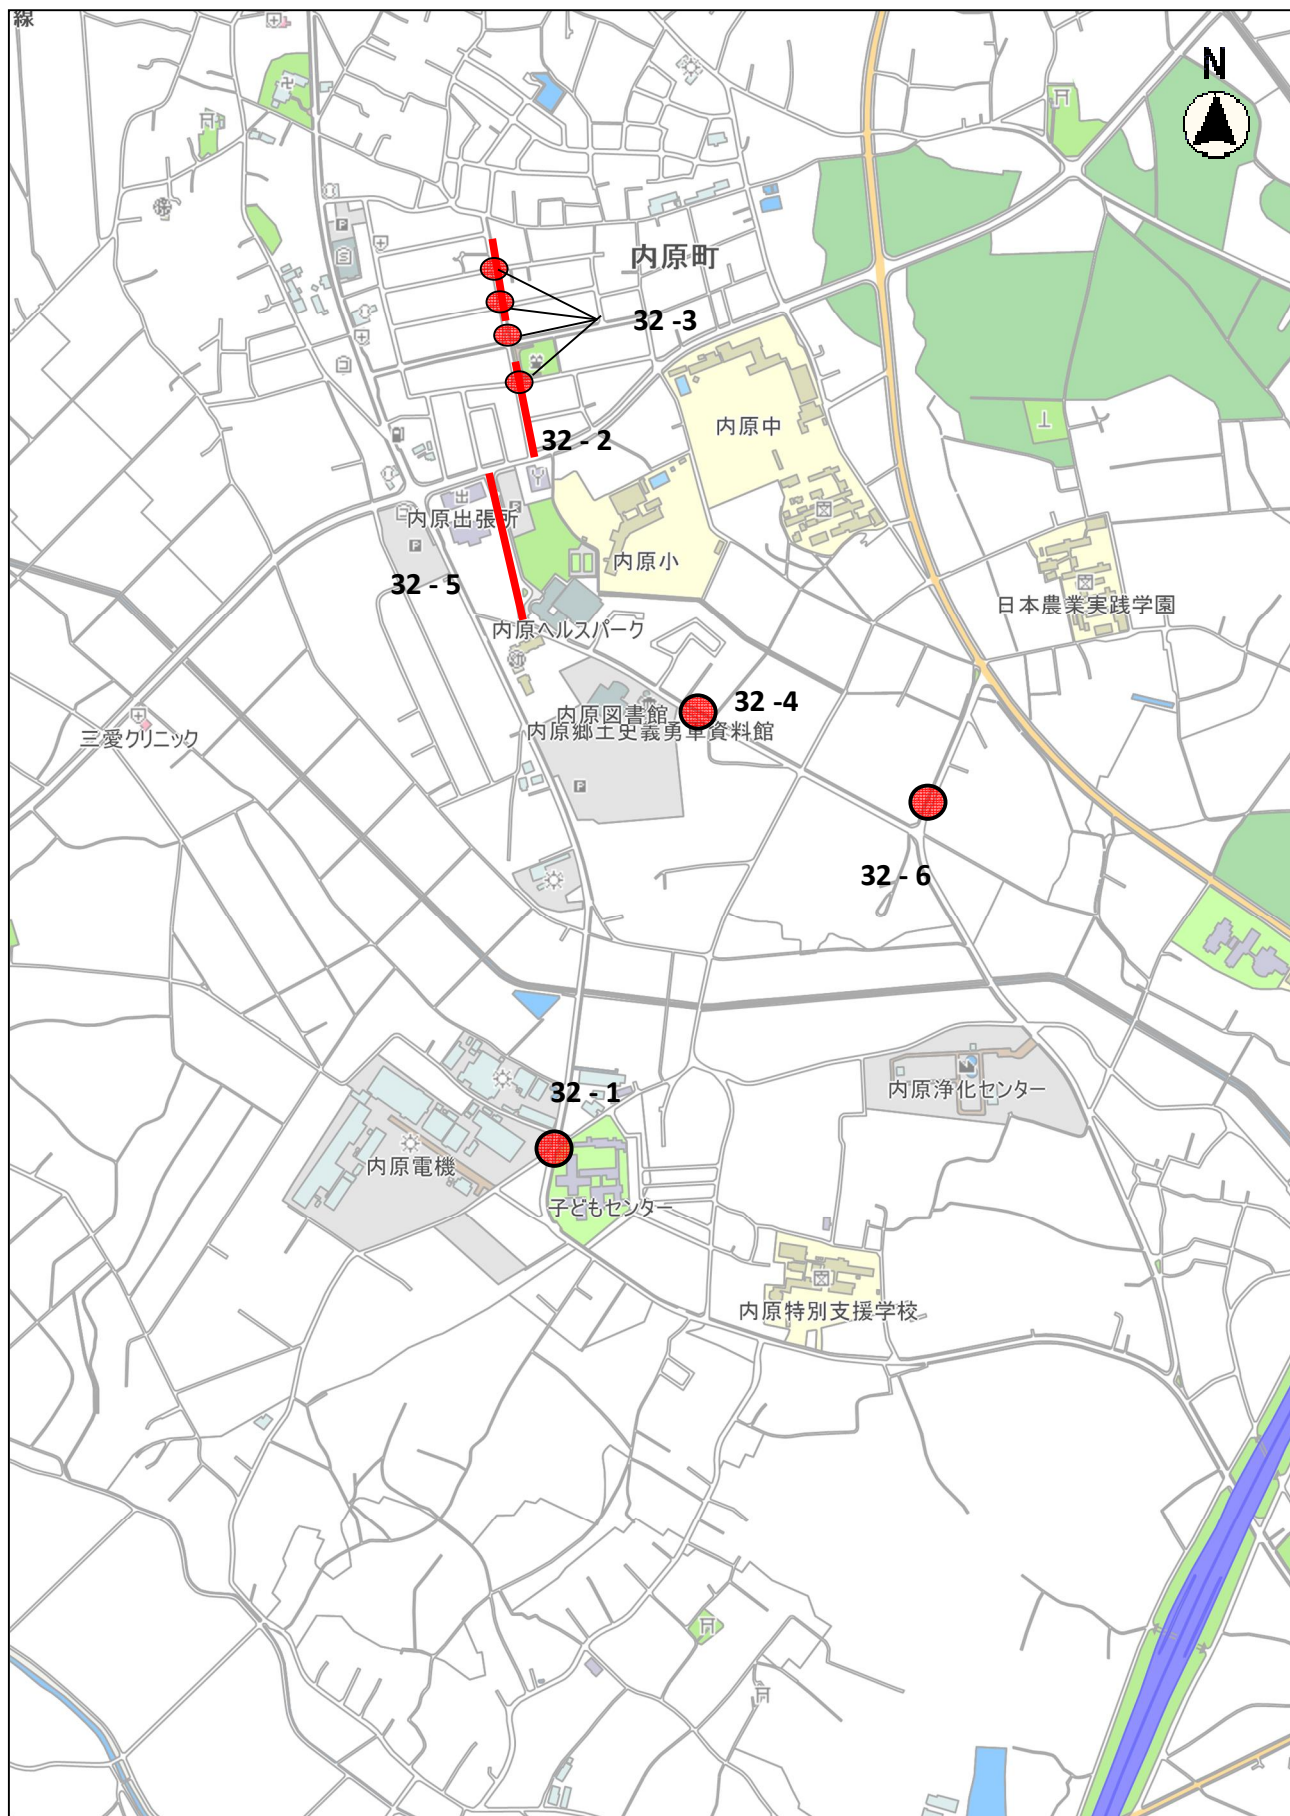 線
N
内原町
32 -3
内原中
32 - 2
内原出張所
内原小
32 - 5
日本農業実践学園
内原ヘルスパーク
32 -4
内原図書館
内原郷土史義勇軍資料館
三愛クリニック
32 - 6
内原浄化センター
32 - 1
内原電機
子どもセンター
内原特別支援学校